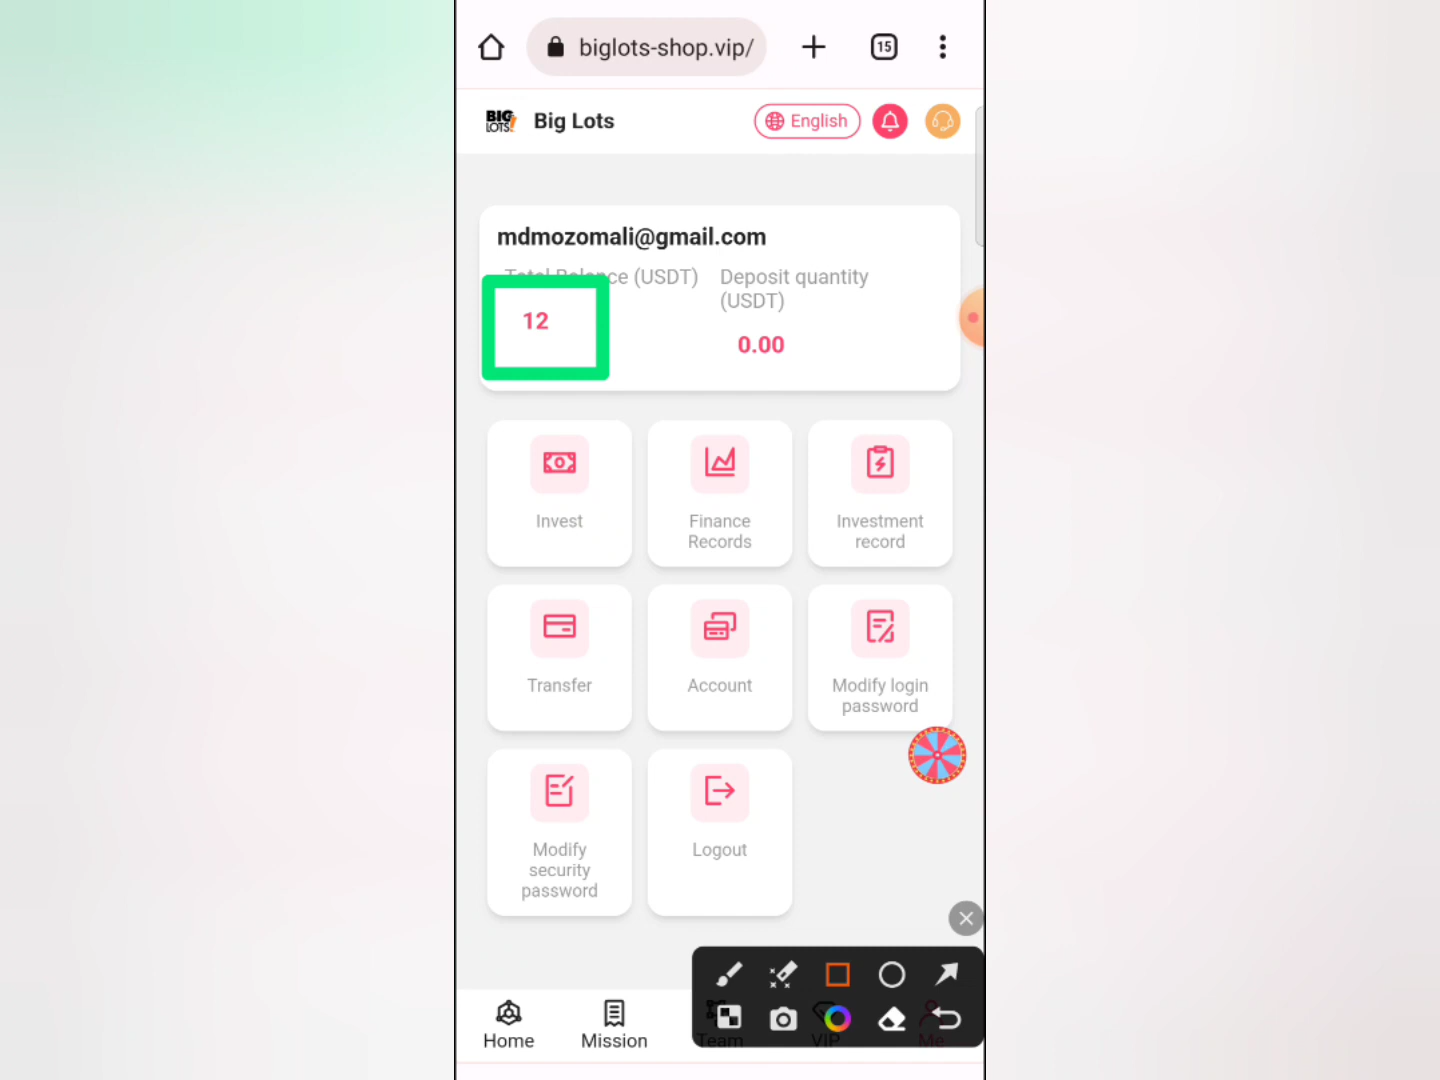 biglots-shop.vip/
15
BIG
LOTS!
Big Lots
English
mdmozomali@gmail.com
Total Balance (USDT)
Deposit quantity
(USDT)
12
0.00
Invest
Finance
Records
Investment
record
Transfer
Account
Modify login
password
Modify
security
password
Logout
Home
Mission
Team
VIP
Me